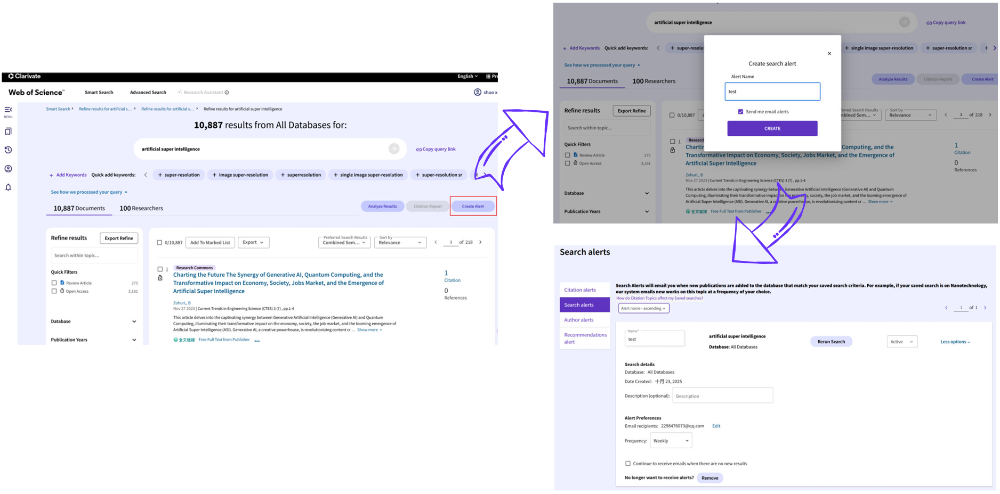 Clarivate
English
Web of Science™
Smart Search
Advanced Search
Research Assistant
shuo x
MENU
Smart Search
Refine results for artificial s...
Refine results for artificial s...
Refine results for artificial super intelligence
10,887 results from All Databases for:
artificial super intelligence
Copy query link
+ Add Keywords
Quick add keywords:
+ super-resolution
+ image super-resolution
+ superresolution
+ single image super-resolution
+ super-resolution sr
See how we processed your query
10,887 Documents
100 Researchers
Analyze Results
Citation Report
Create Alert
Refine results
Export Refine
Search within topic...
Quick Filters
Review Article
275
Open Access
3,161
Database
Publication Years
0/10,887
Add To Marked List
Export
Preferred Search Results
Combined Sem...
Sort by
Relevance
1 of 218
1
Research Commons
Charting the Future The Synergy of Generative AI, Quantum Computing, and the
Transformative Impact on Economy, Society, Jobs Market, and the Emergence of
Artificial Super Intelligence
1
Citation
0
References
Zohuri,, B
Nov 27 2023 | Current Trends in Engineering Science (CTES) 3 (7) , pp.1-4
This article delves into the captivating synergy between Generative Artificial Intelligence (Generative AI) and Quantum
Computing, illuminating their transformative impact on the economy, society, the job market, and the looming emergence of
Artificial Super Intelligence (ASI). Generative AI, a creative powerhouse, is revolutionizing content cr ... Show more
全文链接
Free Full Text from Publisher
artificial super intelligence
Copy query link
+ Add Keywords
Quick add keywords:
+ single image super-resolution
+ super-resolution sr
See how we processed your query
10,887 Documents
100 Researchers
Analyze Results
Citation Report
Create Alert
Create search alert
Alert Name
test
Send me email alerts
CREATE
Refine results
Export Refine
Search within topic...
Quick Filters
Review Article
275
Open Access
3,161
Database
Publication Years
0/10,887
Sort by
Relevance
1 of 218
1
Computing, and the
Transformative Impact on Economy, Society, Jobs Market, and the Emergence of
Artificial Super Intelligence
1
Citation
0
References
Zohuri,, B
Nov 27 2023 | Current Trends in Engineering Science (CTES) 3 (7) , pp.1-4
This article delves into the captivating synergy Generative Artificial Intelligence (Generative AI) and Quantum
Computing, illuminating their transformative impact society, the job market, and the looming emergence of
Artificial Super Intelligence (ASI). Generative AI, a powerhouse, is revolutionizing content cr ... Show more
全文链接
Free Full Text from Publisher
Search alerts
Citation alerts
Search alerts
Author alerts
Recommendations
alert
Search Alerts will email you when new publications are added to the database that match your saved search criteria. For example, if your saved search is on Nanotechnology,
our system emails new works on this topic at a frequency of your choice.
How do Citation Topics affect my Saved searches?
Alert name - ascending
1 of 1
Name*
test
artificial super intelligence
Database: All Databases
Rerun Search
Active
Less options
Search details
Database: All Databases
Date Created: 十月 23, 2025
Description (optional):
Description
Alert Preferences
Email recipients: 2298476073@qq.com
Edit
Frequency:
Weekly
Continue to receive emails when there are no new results
No longer want to receive alerts?
Remove